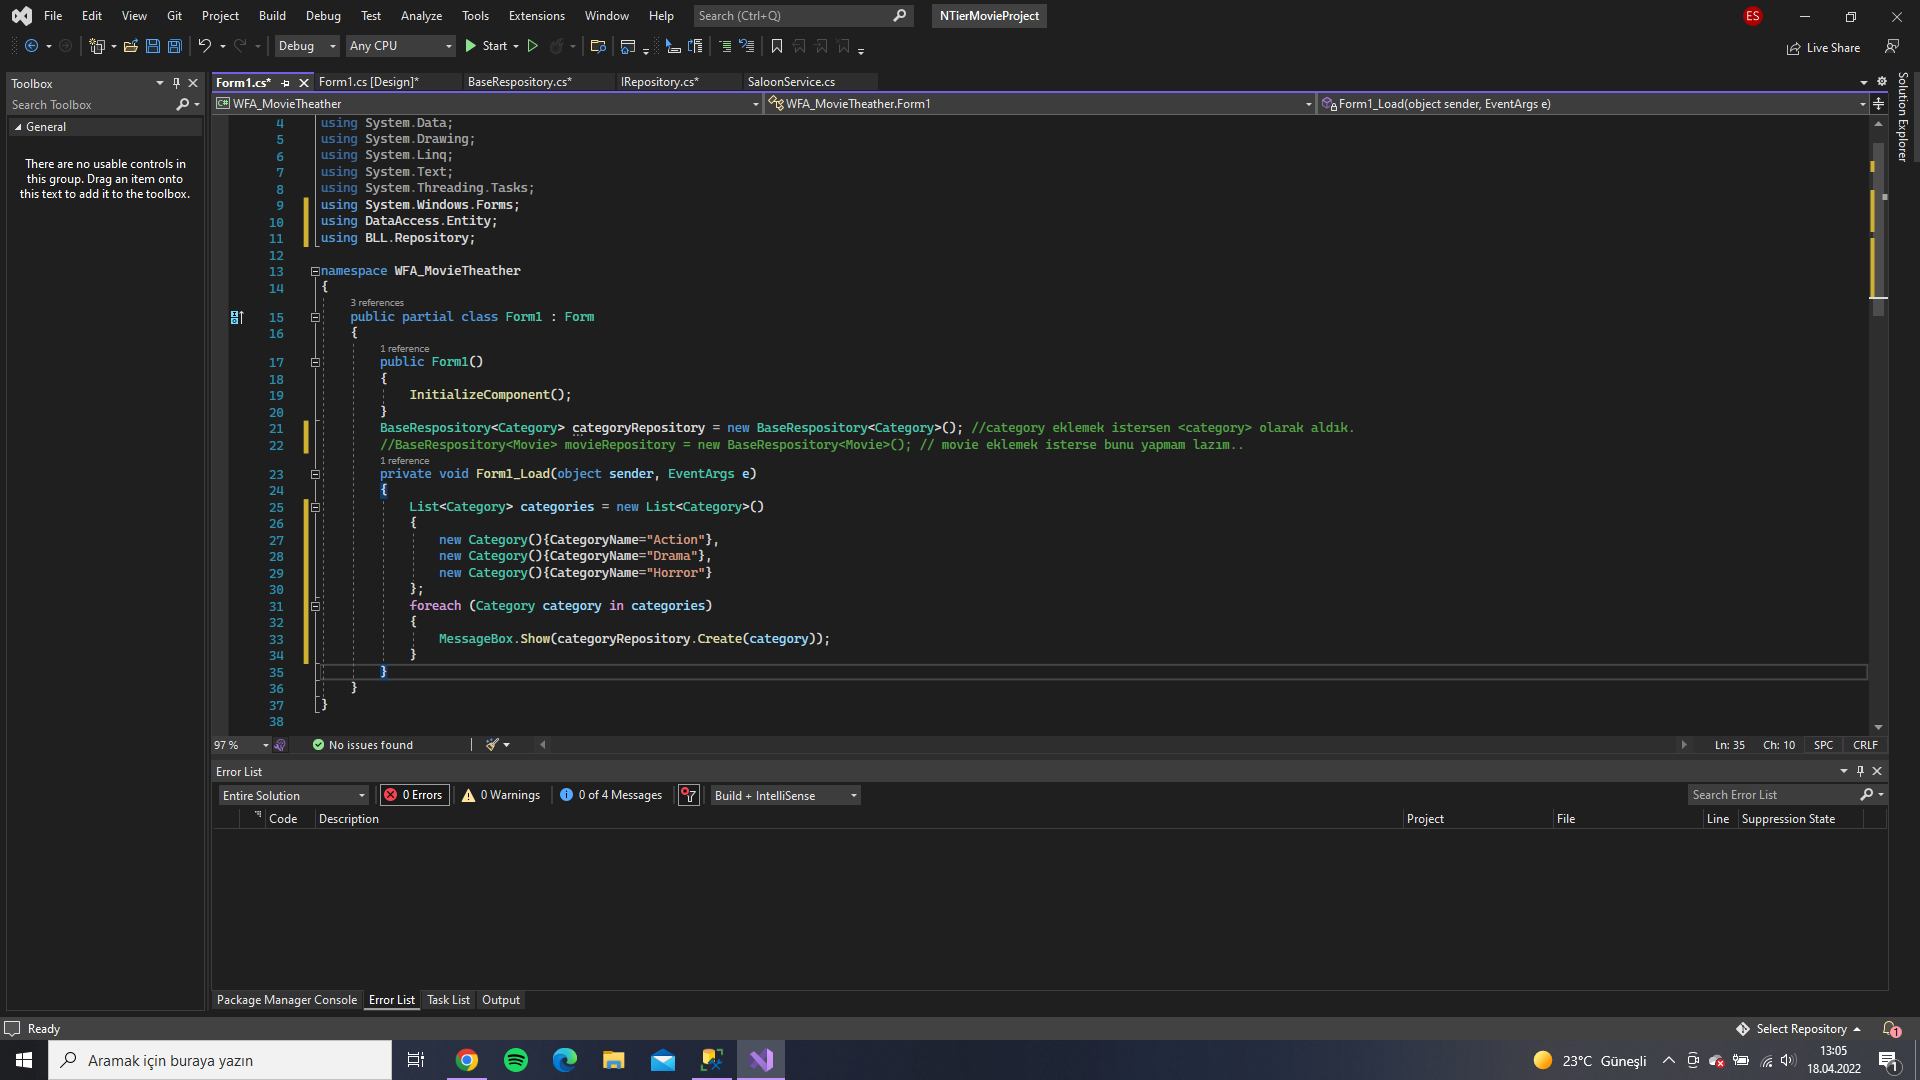 File Edit View Git Project Build Debug Test Analyze Tools Extensions Window Help Search (Ctrl+Q) NTierMovieProject ES
Debug Any CPU Start Live Share
Toolbox
Search Toolbox
General
There are no usable controls in
this group. Drag an item onto
this text to add it to the toolbox.
Form1.cs* Form1.cs [Design]* BaseRespository.cs* IRepository.cs* SaloonService.cs
C# WFA_MovieTheather WFA_MovieTheather.Form1 Form1_Load(object sender, EventArgs e)
4 using System.Data;
5 using System.Drawing;
6 using System.Linq;
7 using System.Text;
8 using System.Threading.Tasks;
9 using System.Windows.Forms;
10 using DataAccess.Entity;
11 using BLL.Repository;
12
13 namespace WFA_MovieTheather
14 {
3 references
15 public partial class Form1 : Form
16 {
1 reference
17 public Form1()
18 {
19 InitializeComponent();
20 }
21 BaseRespository<Category> categoryRepository = new BaseRespository<Category>(); //category eklemek istersen <category> olarak aldık.
22 //BaseRespository<Movie> movieRepository = new BaseRespository<Movie>(); // movie eklemek isterse bunu yapmam lazım..
1 reference
23 private void Form1_Load(object sender, EventArgs e)
24 {
25 List<Category> categories = new List<Category>()
26 {
27 new Category(){CategoryName="Action"},
28 new Category(){CategoryName="Drama"},
29 new Category(){CategoryName="Horror"}
30 };
31 foreach (Category category in categories)
32 {
33 MessageBox.Show(categoryRepository.Create(category));
34 }
35 }
36 }
37 }
38
97 % No issues found Ln: 35 Ch: 10 SPC CRLF
Error List
Entire Solution 0 Errors 0 Warnings 0 of 4 Messages Build + IntelliSense Search Error List
Code Description Project File Line Suppression State
Package Manager Console Error List Task List Output
Solution Explorer
Ready Select Repository 1
Aramak için buraya yazın 23°C Güneşli 13:05
18.04.2022 1